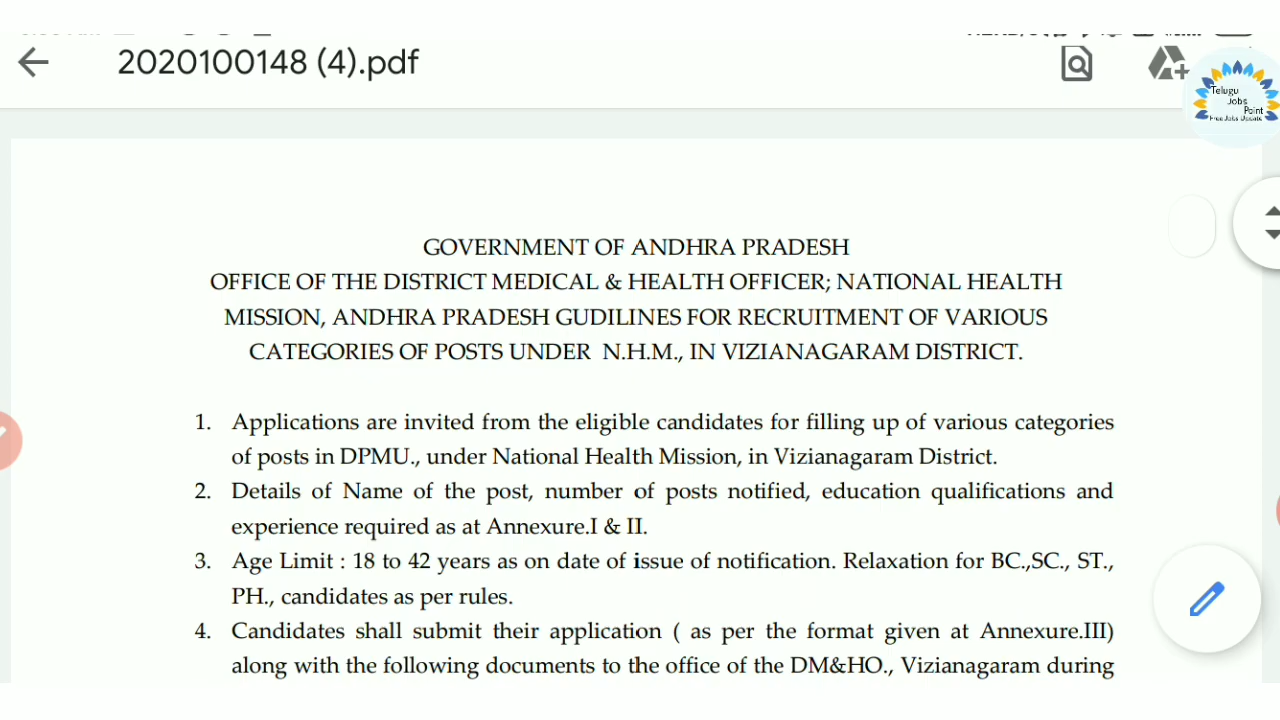 2020100148 (4).pdf
Telugu
Jobs
Point
Free Jobs Update
GOVERNMENT OF ANDHRA PRADESH
OFFICE OF THE DISTRICT MEDICAL & HEALTH OFFICER; NATIONAL HEALTH
MISSION, ANDHRA PRADESH GUDILINES FOR RECRUITMENT OF VARIOUS
CATEGORIES OF POSTS UNDER N.H.M., IN VIZIANAGARAM DISTRICT.
1. Applications are invited from the eligible candidates for filling up of various categories
of posts in DPMU., under National Health Mission, in Vizianagaram District.
2. Details of Name of the post, number of posts notified, education qualifications and
experience required as at Annexure.I & II.
3. Age Limit : 18 to 42 years as on date of issue of notification. Relaxation for BC.,SC., ST.,
PH., candidates as per rules.
4. Candidates shall submit their application ( as per the format given at Annexure.III)
along with the following documents to the office of the DM&HO., Vizianagaram during